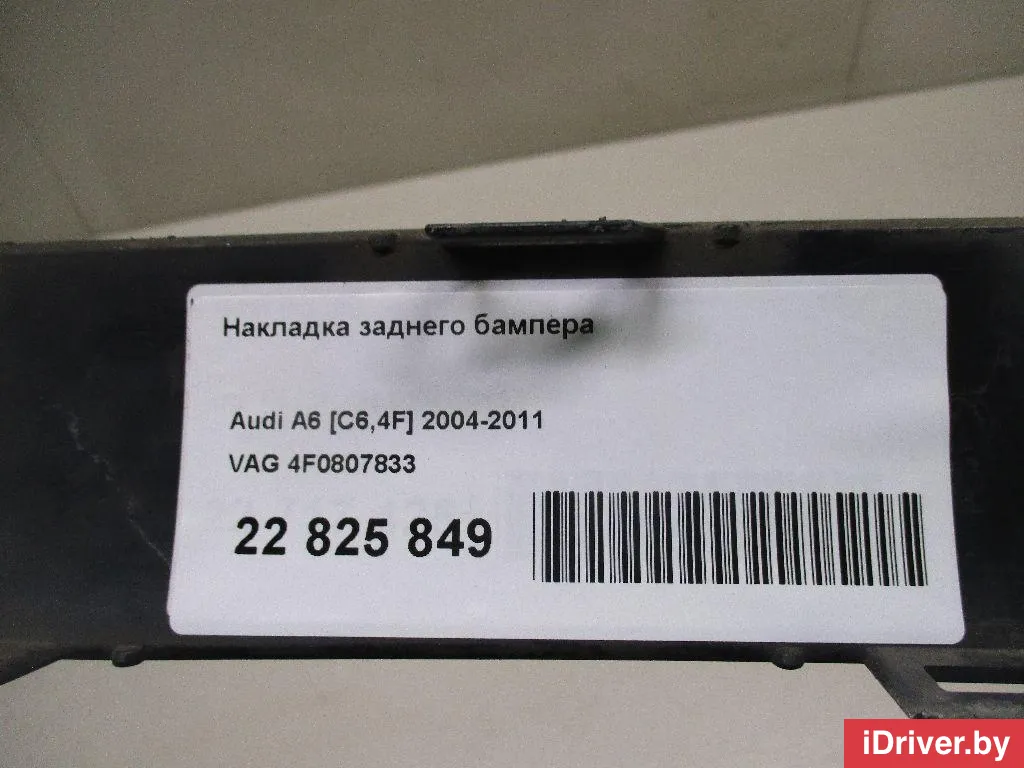 Накладка заднего бампера
Audi A6 [C6,4F] 2004-2011
VAG 4F0807833
22 825 849
iDriver.by